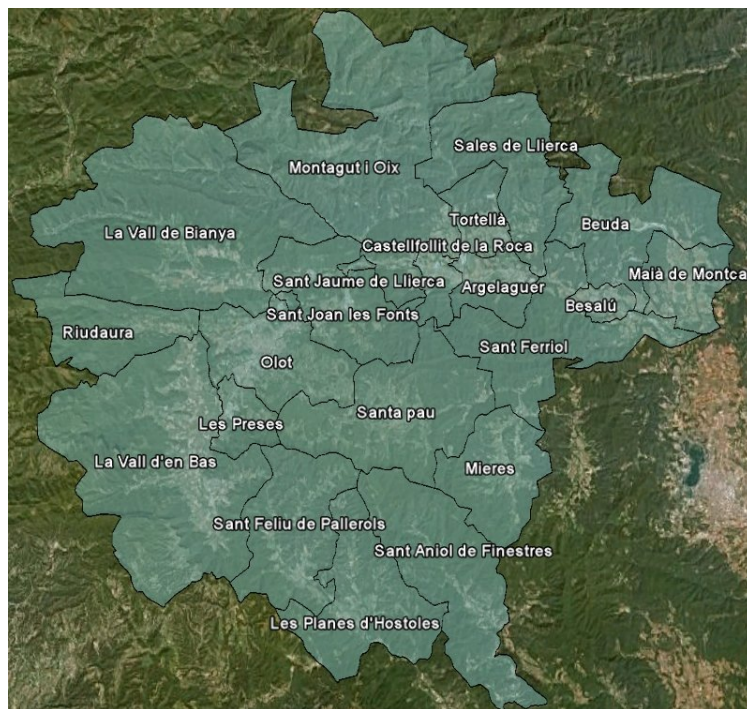 Sales de Llierca
Montagut i Oix
Tortellà
Beuda
La Vall de Bianya
Castellfollit de la Roca
Maià de Montca
Sant Jaume de Llierca
Argelaguer
Besalú
Sant Joan les Fonts
Riudaura
Sant Ferriol
Olot
Santa pau
Les Preses
La Vall d'en Bas
Mieres
Sant Feliu de Pallerols
Sant Aniol de Finestres
Les Planes d'Hostoles